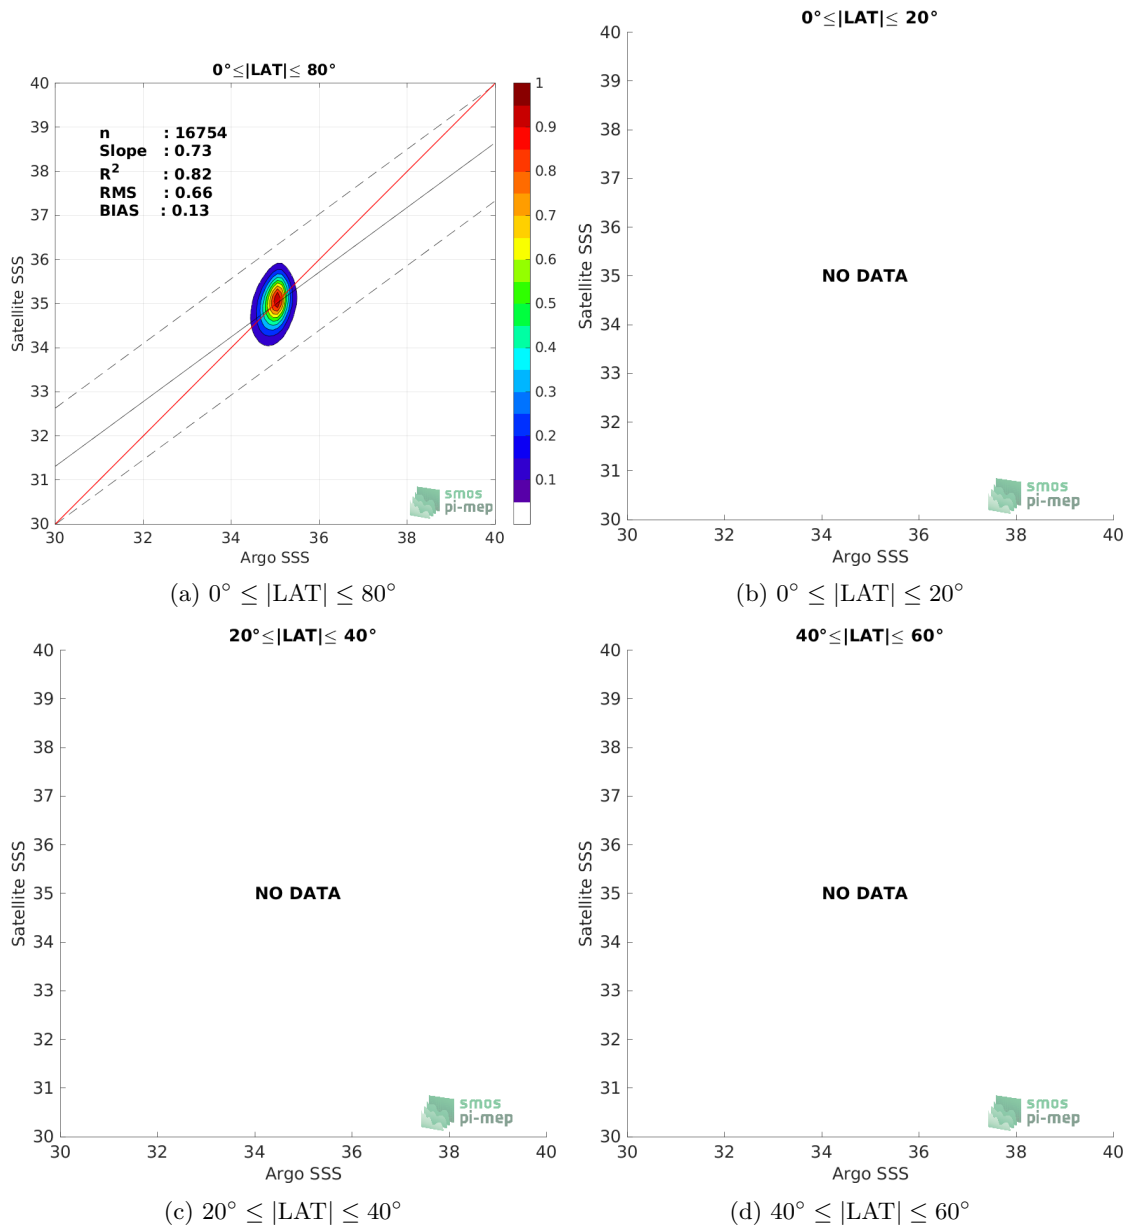 0°≤|LAT|≤ 80°
40
39
38
37
36
35
34
33
32
31
30
Satellite SSS
n : 16754
Slope : 0.73
R² : 0.82
RMS : 0.66
BIAS : 0.13
smos
pi-mep
30 32 34 36 38 40
Argo SSS
1
0.9
0.8
0.7
0.6
0.5
0.4
0.3
0.2
0.1
(a) 0° ≤ |LAT| ≤ 80°
0°≤|LAT|≤ 20°
40
39
38
37
36
35
34
33
32
31
30
Satellite SSS
NO DATA
smos
pi-mep
30 32 34 36 38 40
Argo SSS
(b) 0° ≤ |LAT| ≤ 20°
20°≤|LAT|≤ 40°
40
39
38
37
36
35
34
33
32
31
30
Satellite SSS
NO DATA
smos
pi-mep
30 32 34 36 38 40
Argo SSS
(c) 20° ≤ |LAT| ≤ 40°
40°≤|LAT|≤ 60°
40
39
38
37
36
35
34
33
32
31
30
Satellite SSS
NO DATA
smos
pi-mep
30 32 34 36 38 40
Argo SSS
(d) 40° ≤ |LAT| ≤ 60°